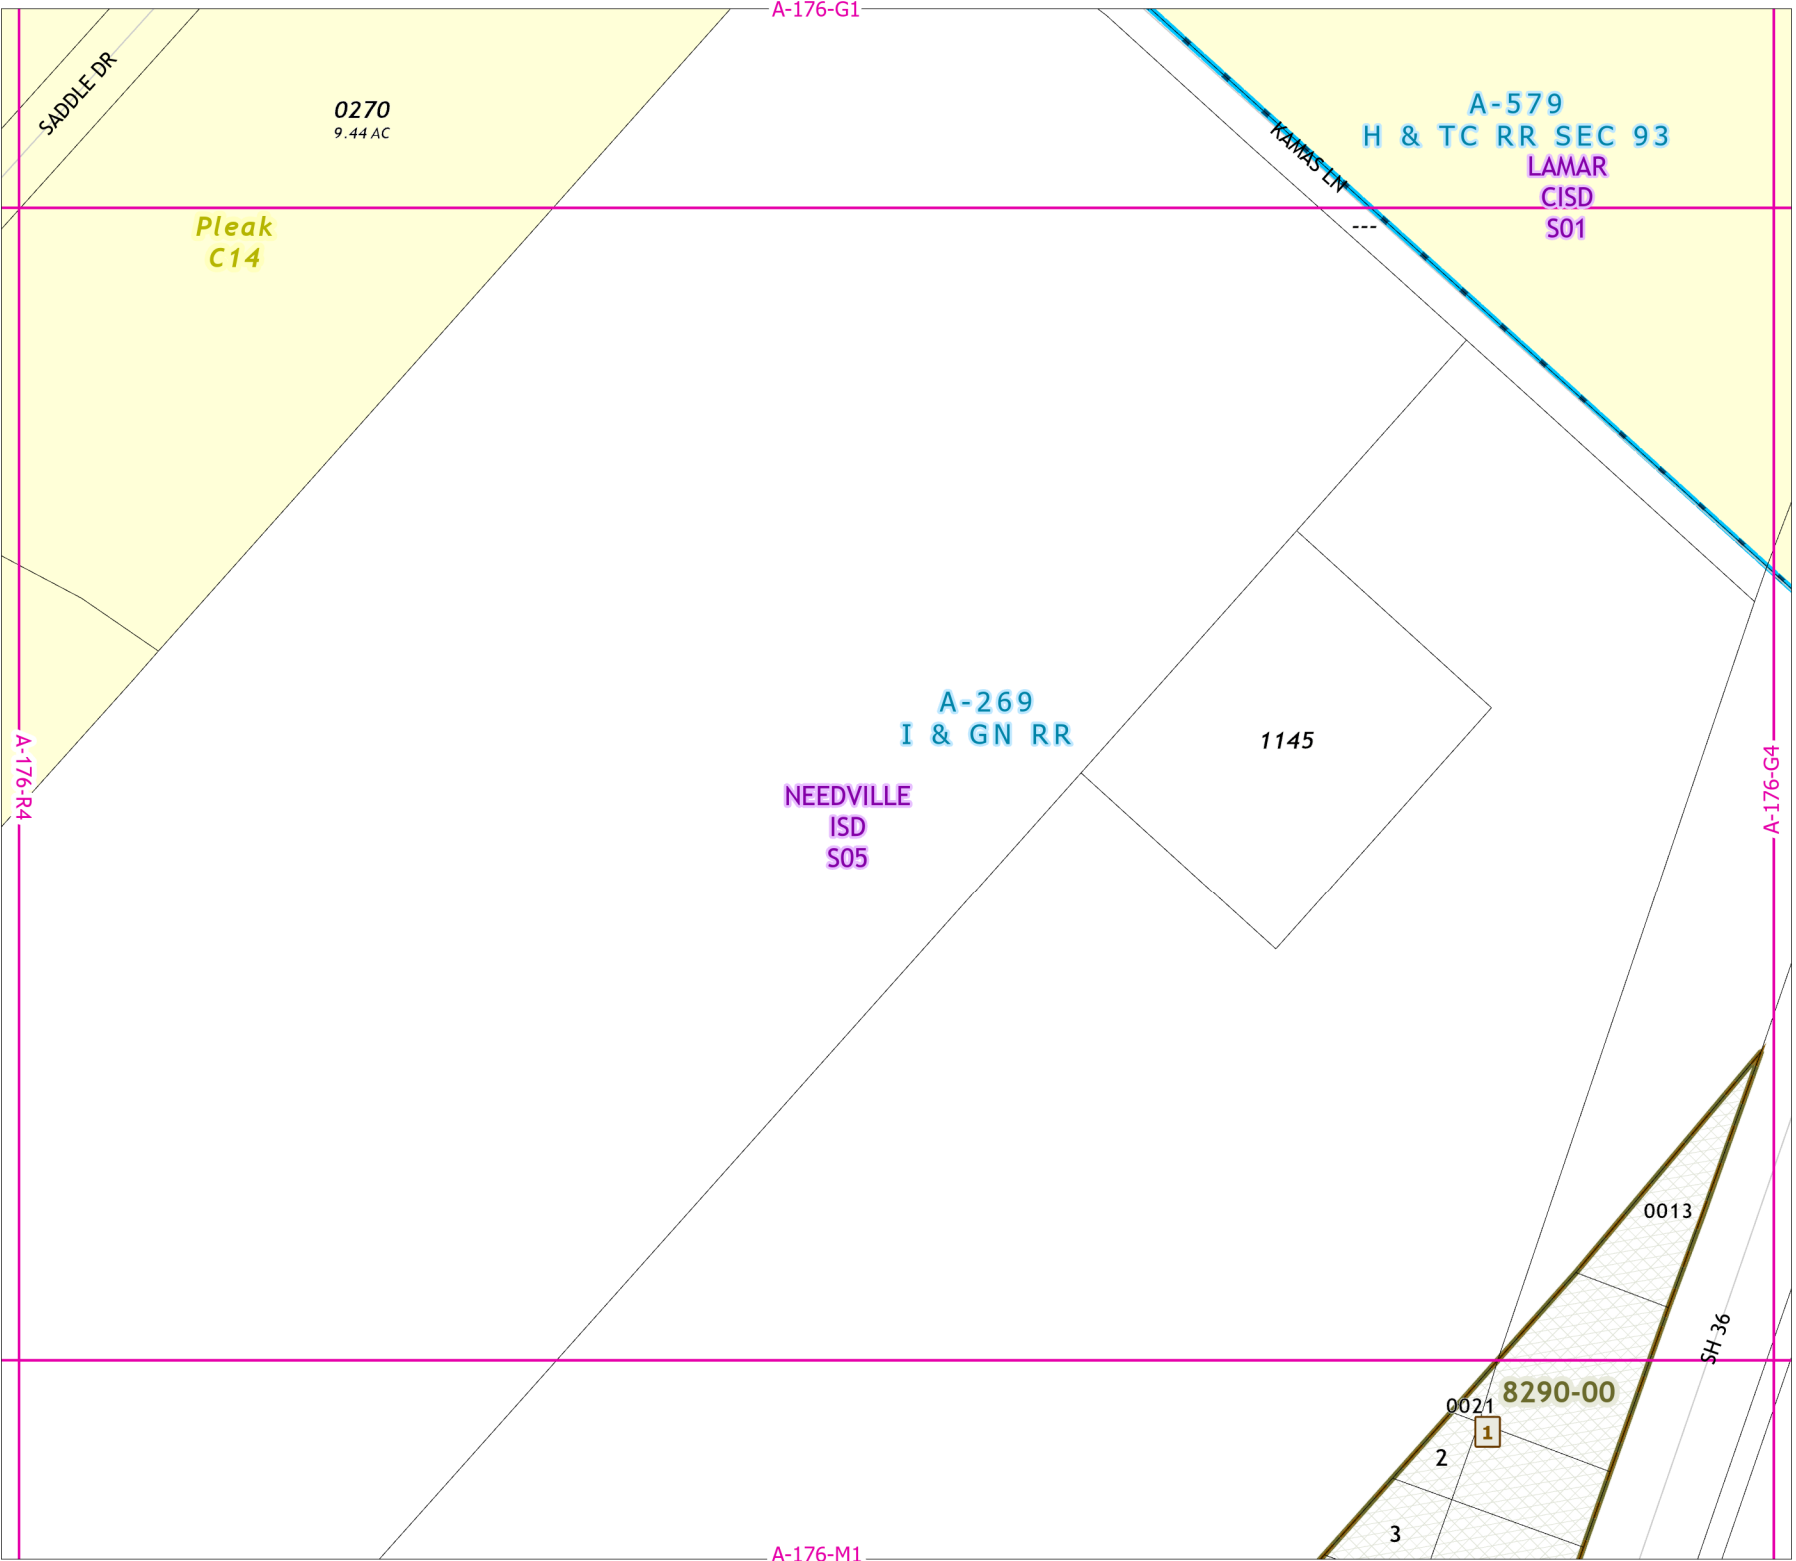 A-176-G1
SADDLE DR
0270
9.44 AC
A-579
H & TC RR SEC 93
KAMAS LN
LAMAR
CISD
S01
---
Pleak
C14
A-269
I & GN RR
1145
A-176-R4
A-176-G4
NEEDVILLE
ISD
S05
0013
SH 36
8290-00
0021
1
2
3
A-176-M1